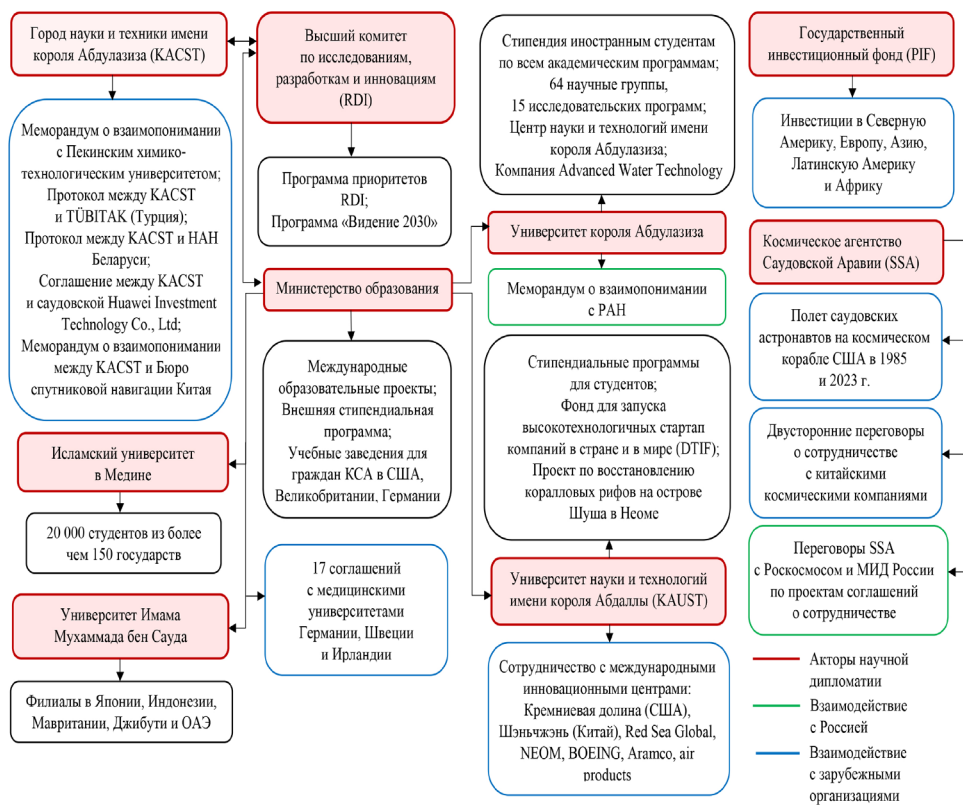 Город науки и техники имени
короля Абдулазиза (KACST)
Меморандум о взаимопонимании
с Пекинским химико-
технологическим университетом;
Протокол между KACST
и TÜBITAK (Турция);
Протокол между KACST и НАН
Беларуси;
Соглашение между KACST
и саудовской Huawei Investment
Technology Co., Ltd;
Меморандум о взаимопонимании
между KACST и Бюро
спутниковой навигации Китая
Исламский университет
в Медине
20 000 студентов из более
чем 150 государств
Университет Имама
Мухаммада бен Сауда
Филиалы в Японии, Индонезии,
Мавритании, Джибути и ОАЭ
Высший комитет
по исследованиям,
разработкам и инновациям
(RDI)
Программа приоритетов
RDI;
Программа «Видение 2030»
Министерство образования
Международные
образовательные проекты;
Внешняя стипендиальная
программа;
Учебные заведения для
граждан КСА в США,
Великобритании, Германии
17 соглашений
с медицинскими
университетами
Германии, Швеции
и Ирландии
Стипендия иностранным студентам
по всем академическим программам;
64 научные группы,
15 исследовательских программ;
Центр науки и технологий имени
короля Абдулазиза;
Компания Advanced Water Technology
Университет короля Абдулазиза
Меморандум о взаимопонимании
с РАН
Стипендиальные программы
для студентов;
Фонд для запуска
высокотехнологичных стартап
компаний в стране и в мире (DTIF);
Проект по восстановлению
коралловых рифов на острове
Шуша в Неоме
Университет науки и технологий
имени короля Абдаллы (KAUST)
Сотрудничество с международными
инновационными центрами:
Кремниевая долина (США),
Шэньчжэнь (Китай), Red Sea Global,
NEOM, BOEING, Aramco, air
products
Государственный
инвестиционный фонд (PIF)
Инвестиции в Северную
Америку, Европу, Азию,
Латинскую Америку
и Африку
Космическое агентство
Саудовской Аравии (SSA)
Полет саудовских
астронавтов на космическом
корабле США в 1985
и 2023 г.
Двусторонние переговоры
о сотрудничестве
с китайскими
космическими компаниями
Переговоры SSA
с Роскосмосом и МИД России
по проектам соглашений
о сотрудничестве
Акторы научной
дипломатии
Взаимодействие
с Россией
Взаимодействие
с зарубежными
организациями